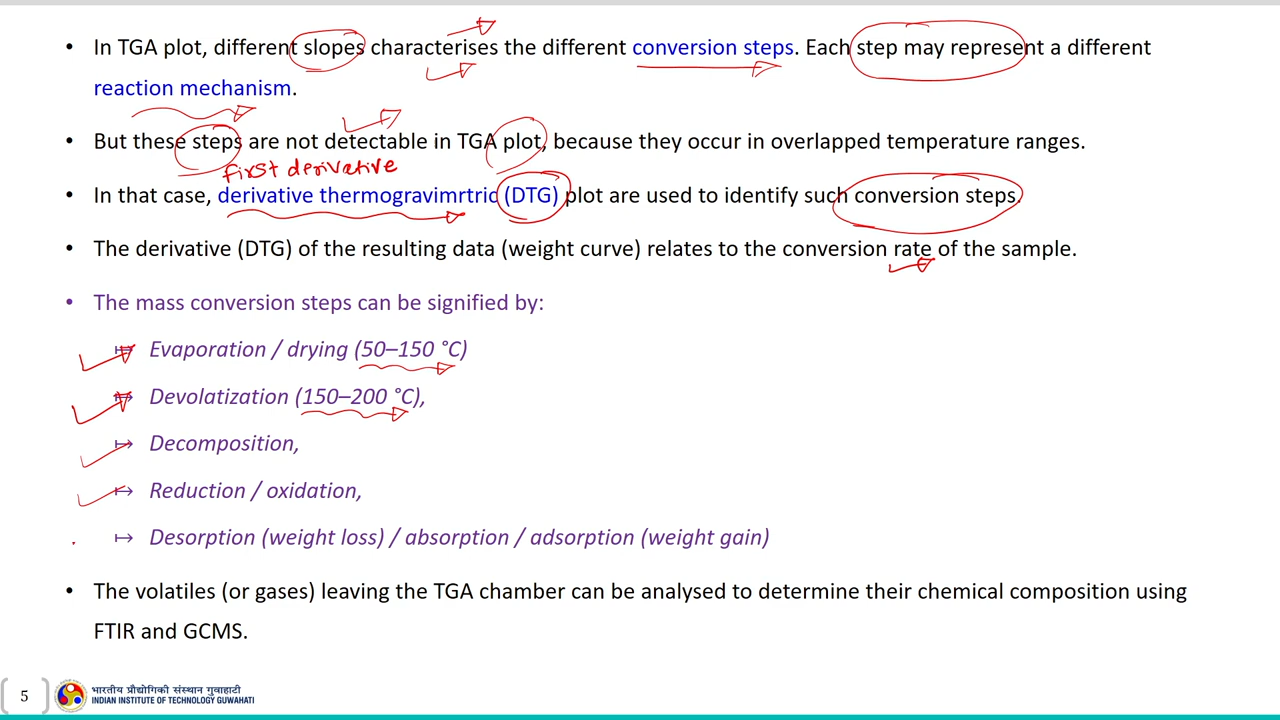 • In TGA plot, different slopes characterises the different conversion steps. Each step may represent a different
reaction mechanism.
• But these steps are not detectable in TGA plot, because they occur in overlapped temperature ranges.
first derivative
• In that case, derivative thermogravimrtric (DTG) plot are used to identify such conversion steps.
• The derivative (DTG) of the resulting data (weight curve) relates to the conversion rate of the sample.
• The mass conversion steps can be signified by:
↦ Evaporation / drying (50–150 °C)
↦ Devolatization (150–200 °C),
↦ Decomposition,
↦ Reduction / oxidation,
↦ Desorption (weight loss) / absorption / adsorption (weight gain)
• The volatiles (or gases) leaving the TGA chamber can be analysed to determine their chemical composition using
FTIR and GCMS.
5
भारतीय प्रौद्योगिकी संस्थान गुवाहाटी
INDIAN INSTITUTE OF TECHNOLOGY GUWAHATI